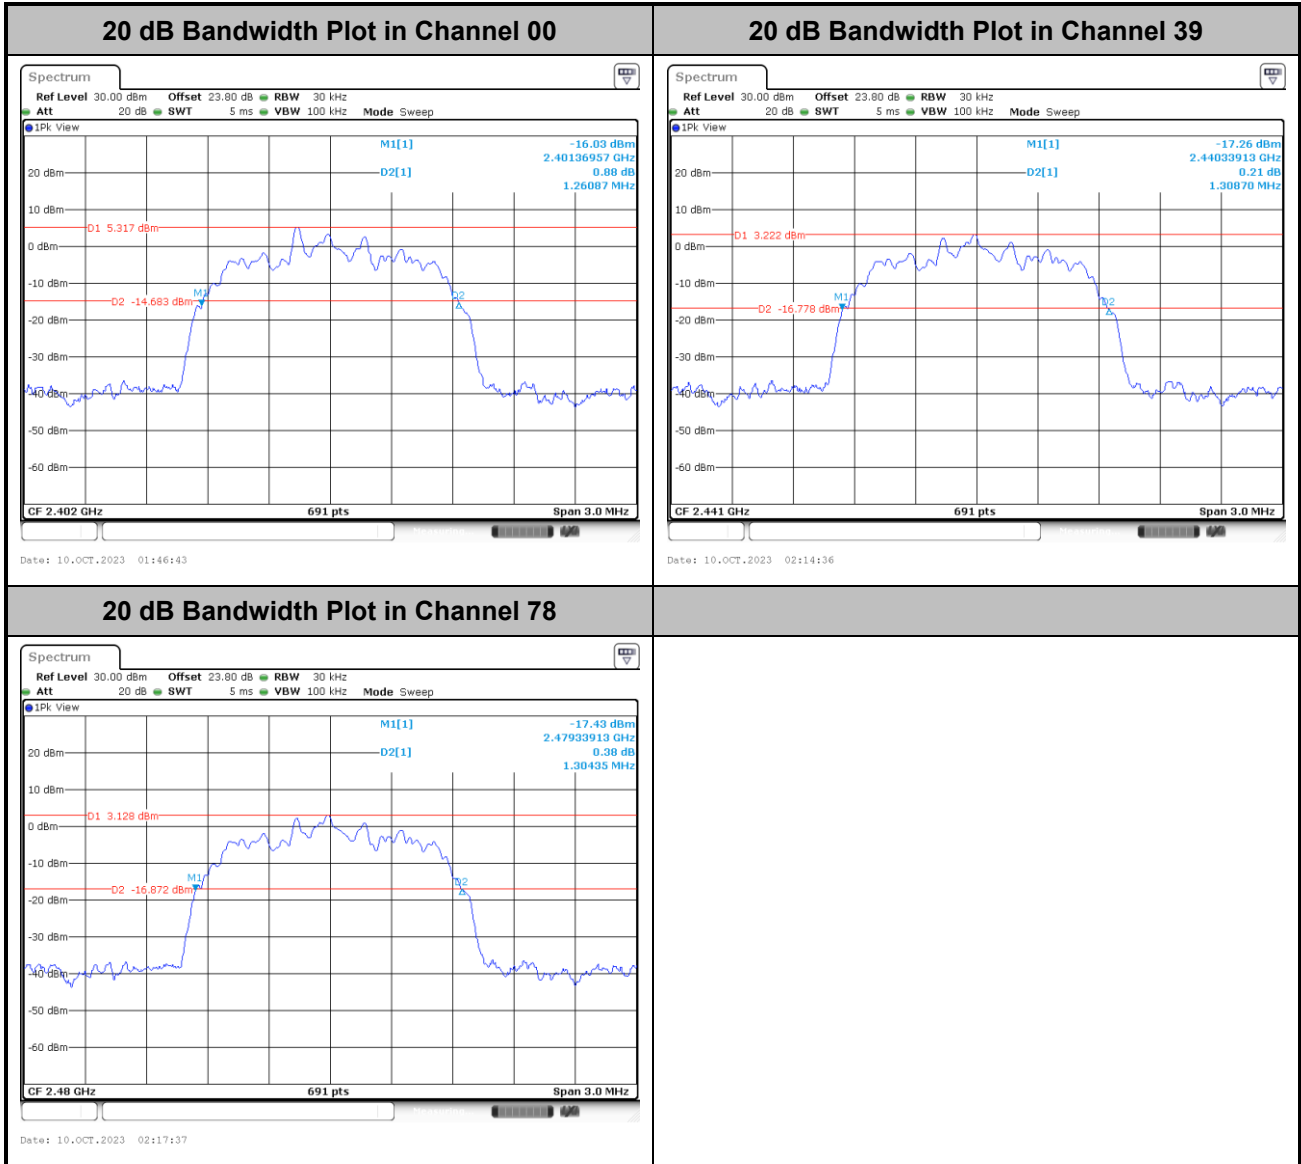 20 dB Bandwidth Plot in Channel 00
20 dB Bandwidth Plot in Channel 39
Spectrum
Ref Level 30.00 dBm Offset 23.80 dB RBW 30 kHz
Att 20 dB SWT 5 ms VBW 100 kHz Mode Sweep
1Pk View
M1[1] -16.03 dBm
2.40136957 GHz
20 dBm
D2[1] 0.88 dB
1.26087 MHz
10 dBm
D1 5.317 dBm
0 dBm
-10 dBm
M1
D2 -14.683 dBm
D2
-20 dBm
-30 dBm
-40 dBm
-50 dBm
-60 dBm
CF 2.402 GHz 691 pts Span 3.0 MHz
Measuring...
Date: 10.OCT.2023 01:46:43
Spectrum
Ref Level 30.00 dBm Offset 23.80 dB RBW 30 kHz
Att 20 dB SWT 5 ms VBW 100 kHz Mode Sweep
1Pk View
M1[1] -17.26 dBm
2.44033913 GHz
20 dBm
D2[1] 0.21 dB
1.30870 MHz
10 dBm
D1 3.222 dBm
0 dBm
-10 dBm
M1
D2 -16.778 dBm
D2
-20 dBm
-30 dBm
-40 dBm
-50 dBm
-60 dBm
CF 2.441 GHz 691 pts Span 3.0 MHz
Measuring...
Date: 10.OCT.2023 02:14:36
20 dB Bandwidth Plot in Channel 78
Spectrum
Ref Level 30.00 dBm Offset 23.80 dB RBW 30 kHz
Att 20 dB SWT 5 ms VBW 100 kHz Mode Sweep
1Pk View
M1[1] -17.43 dBm
2.47933913 GHz
20 dBm
D2[1] 0.38 dB
1.30435 MHz
10 dBm
D1 3.128 dBm
0 dBm
-10 dBm
M1
D2 -16.872 dBm
D2
-20 dBm
-30 dBm
-40 dBm
-50 dBm
-60 dBm
CF 2.48 GHz 691 pts Span 3.0 MHz
Measuring...
Date: 10.OCT.2023 02:17:37